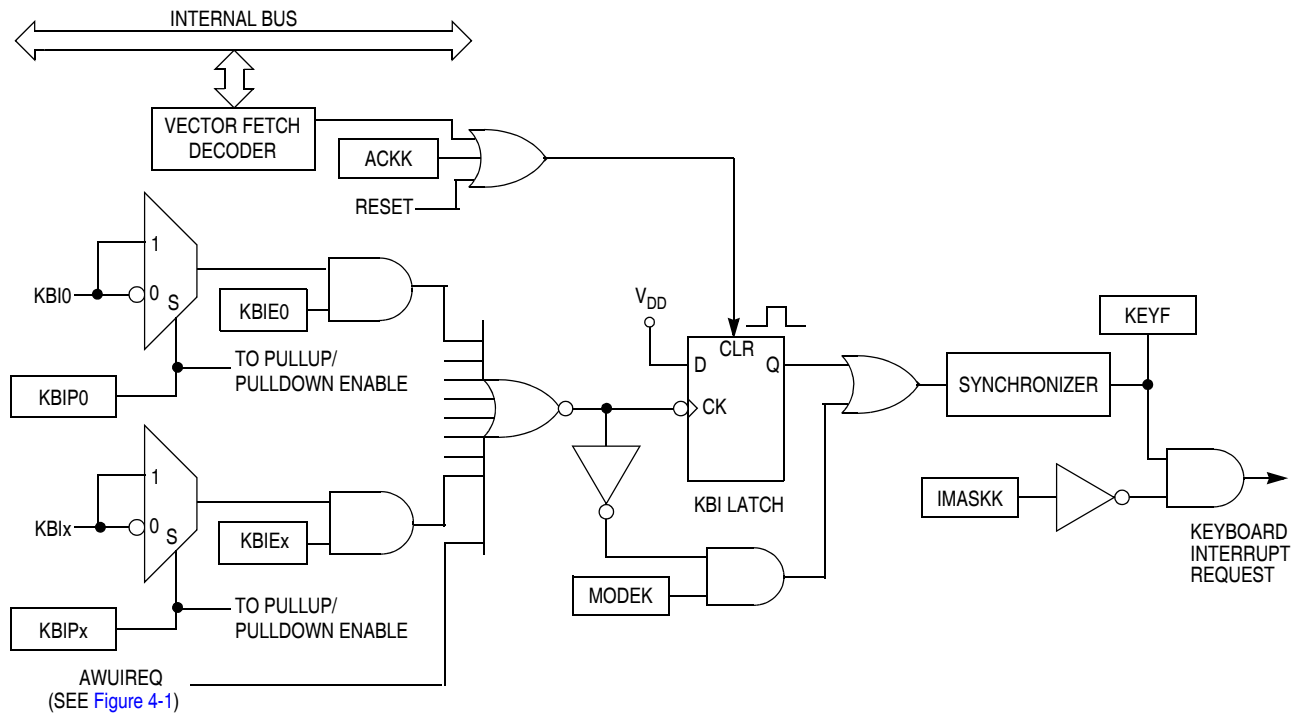 INTERNAL BUS
VECTOR FETCH
DECODER
ACKK
RESET
1
KBI0
0
S
KBIE0
TO PULLUP/
PULLDOWN ENABLE
KBIP0
VDD
CLR
D
Q
CK
KBI LATCH
SYNCHRONIZER
KEYF
1
KBIx
0
S
KBIEx
TO PULLUP/
PULLDOWN ENABLE
KBIPx
MODEK
IMASKK
KEYBOARD
INTERRUPT
REQUEST
AWUIREQ
(SEE Figure 4-1)